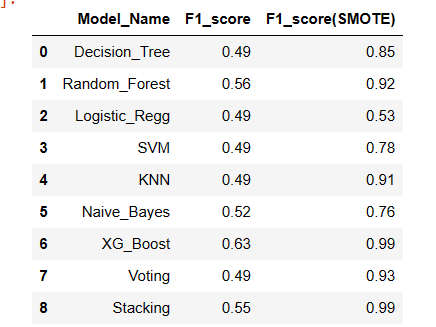 ].
Model_Name F1_score F1_score(SMOTE)
0 Decision_Tree 0.49 0.85
1 Random_Forest 0.56 0.92
2 Logistic_Regg 0.49 0.53
3 SVM 0.49 0.78
4 KNN 0.49 0.91
5 Naive_Bayes 0.52 0.76
6 XG_Boost 0.63 0.99
7 Voting 0.49 0.93
8 Stacking 0.55 0.99